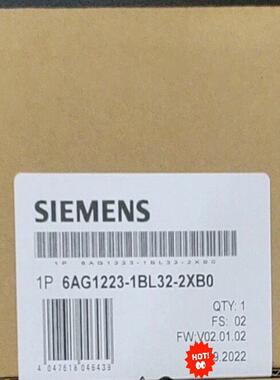 SIEMENS
1P 6AG1223-1BL32-2XB0
1P 6AG1223-1BL32-2XB0
QTY: 1
FS: 02
FW:V02.01.02
.2022
HOT!
4 047618 046439